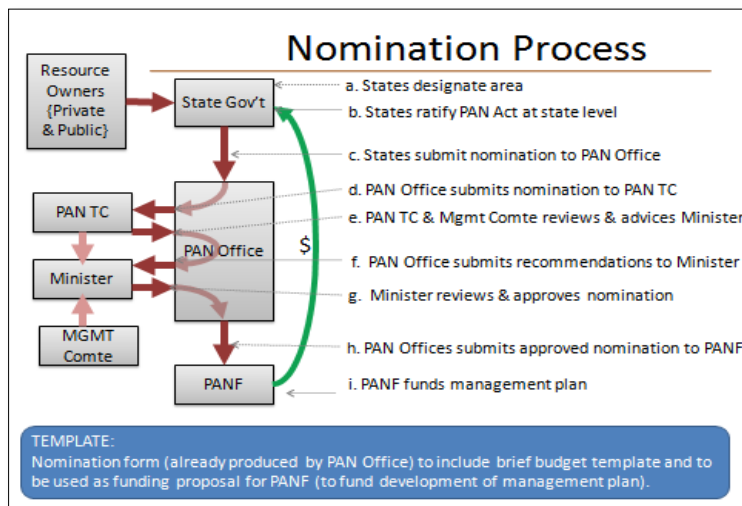 Nomination Process
Resource
Owners
{Private
& Public}
State Gov't
a. States designate area
b. States ratify PAN Act at state level
c. States submit nomination to PAN Office
d. PAN Office submits nomination to PAN TC
PAN TC
e. PAN TC & Mgmt Comte reviews & advices Minister
PAN Office
$
f. PAN Office submits recommendations to Minister
Minister
g. Minister reviews & approves nomination
MGMT
Comte
h. PAN Offices submits approved nomination to PANF
PANF
i. PANF funds management plan
TEMPLATE:
Nomination form (already produced by PAN Office) to include brief budget template and to
be used as funding proposal for PANF (to fund development of management plan).